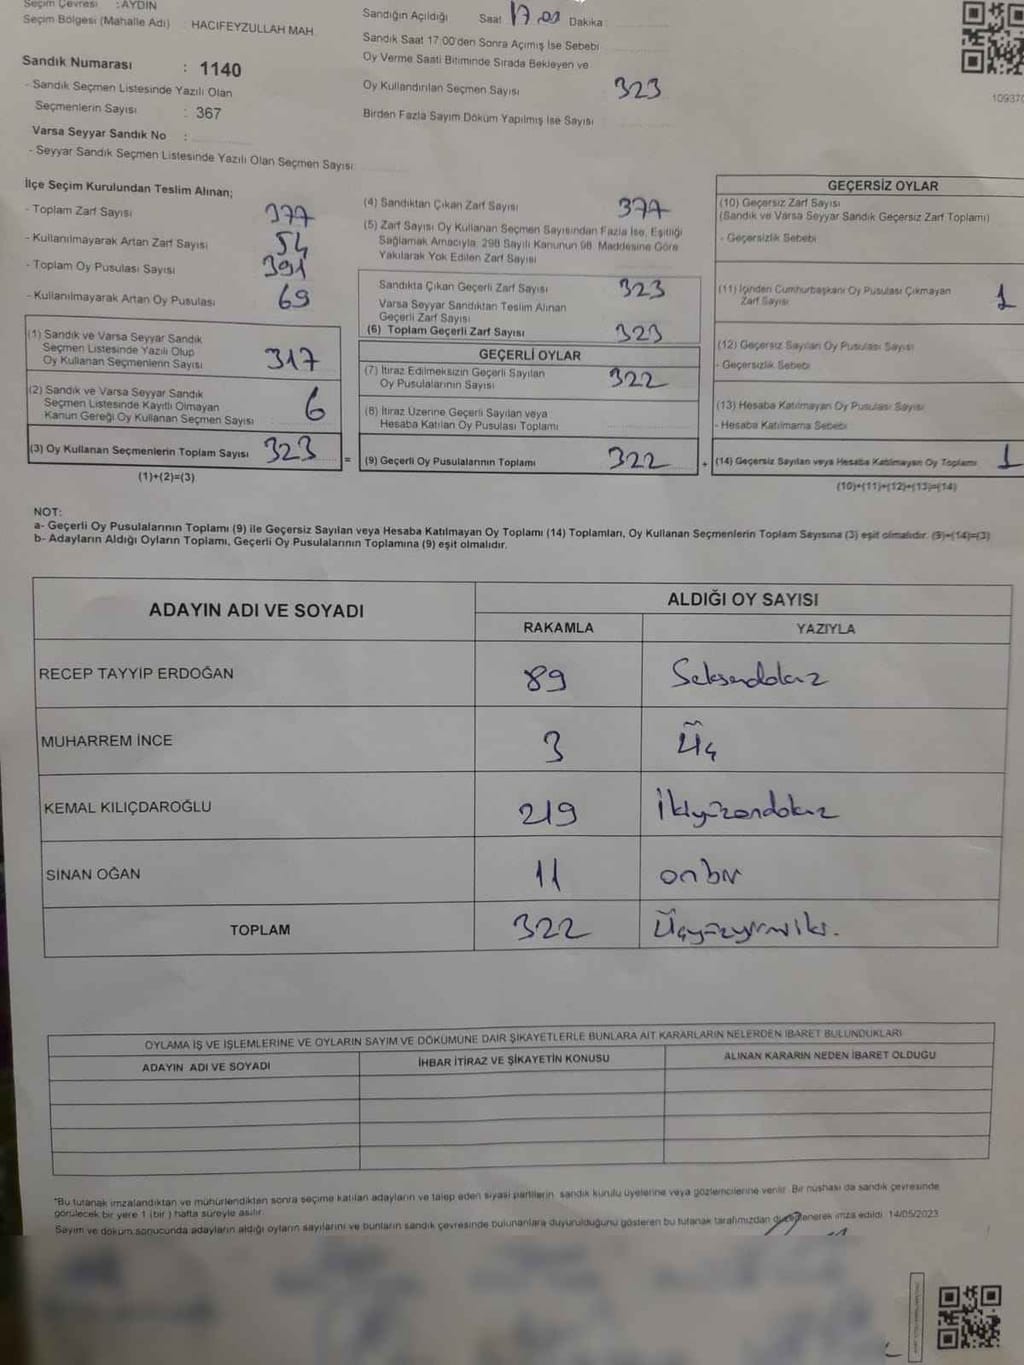 Seçim Çevresi : AYDIN
Seçim Bölgesi (Mahalle Adı) : HACIFEYZULLAH MAH.
Sandık Numarası : 1140
- Sandık Seçmen Listesinde Yazılı Olan
Seçmenlerin Sayısı : 367
Varsa Seyyar Sandık No :
- Seyyar Sandık Seçmen Listesinde Yazılı Olan Seçmen Sayısı:
Sandığın Açıldığı Saat 17.00 Dakika
Sandık Saat 17:00'den Sonra Açımış İse Sebebi
Oy Verme Saati Bitiminde Sırada Bekleyen ve
Oy Kullandırılan Seçmen Sayısı 323
Birden Fazla Sayım Döküm Yapılmış İse Sayısı
İlçe Seçim Kurulundan Teslim Alınan;
- Toplam Zarf Sayısı 377
- Kullanılmayarak Artan Zarf Sayısı 54
- Toplam Oy Pusulası Sayısı 391
- Kullanılmayarak Artan Oy Pusulası 69
(1) Sandık ve Varsa Seyyar Sandık
Seçmen Listesinde Yazılı Olup
Oy Kullanan Seçmenlerin Sayısı 317
(2) Sandık ve Varsa Seyyar Sandık
Seçmen Listesinde Kayıtlı Olmayan
Kanun Gereği Oy Kullanan Seçmen Sayısı 6
(3) Oy Kullanan Seçmenlerin Toplam Sayısı 323 =
(1)+(2)=(3)
(4) Sandıktan Çıkan Zarf Sayısı 377
(5) Zarf Sayısı Oy Kullanan Seçmen Sayısından Fazla İse, Eşitliği
Sağlamak Amacıyla, 298 Sayılı Kanunun 98. Maddesine Göre
Yakılarak Yok Edilen Zarf Sayısı
Sandıkta Çıkan Geçerli Zarf Sayısı 323
Varsa Seyyar Sandıktan Teslim Alınan
Geçerli Zarf Sayısı
(6) Toplam Geçerli Zarf Sayısı 323
GEÇERLİ OYLAR
(7) İtiraz Edilmeksizin Geçerli Sayılan
Oy Pusulalarının Sayısı 322
(8) İtiraz Üzerine Geçerli Sayılan veya
Hesaba Katılan Oy Pusulası Toplamı
(9) Geçerli Oy Pusulalarının Toplamı 322 +
GEÇERSİZ OYLAR
(10) Geçersiz Zarf Sayısı
(Sandık ve Varsa Seyyar Sandık Geçersiz Zarf Toplamı)
- Geçersizlik Sebebi
(11) İçinden Cumhurbaşkanı Oy Pusulası Çıkmayan
Zarf Sayısı 1
(12) Geçersiz Sayılan Oy Pusulası Sayısı
- Geçersizlik Sebebi
(13) Hesaba Katılmayan Oy Pusulası Sayısı
- Hesaba Katılmama Sebebi
(14) Geçersiz Sayılan veya Hesaba Katılmayan Oy Toplamı 1
(10)+(11)+(12)+(13)=(14)
NOT:
a- Geçerli Oy Pusulalarının Toplamı (9) ile Geçersiz Sayılan veya Hesaba Katılmayan Oy Toplamı (14) Toplamları, Oy Kullanan Seçmenlerin Toplam Sayısına (3) eşit olmalıdır. (9)+(14)=(3)
b- Adayların Aldığı Oyların Toplamı, Geçerli Oy Pusulalarının Toplamına (9) eşit olmalıdır.
ADAYIN ADI VE SOYADI
ALDIĞI OY SAYISI
RAKAMLA YAZIYLA
RECEP TAYYİP ERDOĞAN 89 Seksendokuz
MUHARREM İNCE 3 Üç
KEMAL KILIÇDAROĞLU 219 İkiyüzondokuz
SİNAN OĞAN 11 onbir
TOPLAM 322 Üçyüzyirmiiki.
OYLAMA İŞ VE İŞLEMLERİNE VE OYLARIN SAYIM VE DÖKÜMÜNE DAİR ŞİKAYETLERLE BUNLARA AİT KARARLARIN NELERDEN İBARET BULUNDUKLARI
ADAYIN ADI VE SOYADI İHBAR İTİRAZ VE ŞİKAYETİN KONUSU ALINAN KARARIN NEDEN İBARET OLDUĞU
*Bu tutanak imzalandıktan ve mühürlendikten sonra seçime katılan adayların ve talep eden siyasi partilerin sandık kurulu üyelerine veya gözlemcilerine verilir. Bir nüshası da sandık çevresinde
görülecek bir yere 1 (bir) hafta süreyle asılır.
Sayım ve döküm sonucunda adayların aldığı oyların sayılarını ve bunların sandık çevresinde bulunanlara duyurulduğunu gösteren bu tutanak tarafımızdan düzenlenerek imza edildi. 14/05/2023